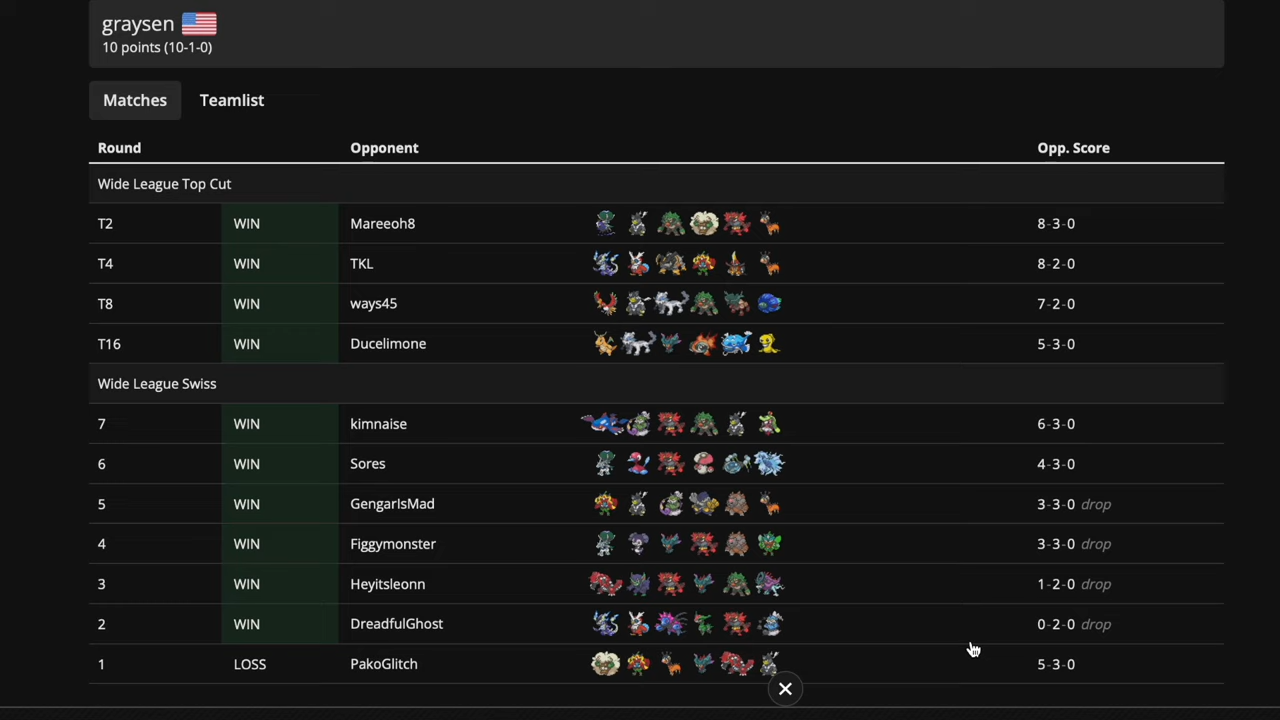 graysen
10 points (10-1-0)
Matches Teamlist
Round Opponent Opp. Score
Wide League Top Cut
T2 WIN Mareeoh8 8-3-0
T4 WIN TKL 8-2-0
T8 WIN ways45 7-2-0
T16 WIN Ducelimone 5-3-0
Wide League Swiss
7 WIN kimnaise 6-3-0
6 WIN Sores 4-3-0
5 WIN GengarIsMad 3-3-0 drop
4 WIN Figgymonster 3-3-0 drop
3 WIN Heyitsleonn 1-2-0 drop
2 WIN DreadfulGhost 0-2-0 drop
1 LOSS PakoGlitch 5-3-0